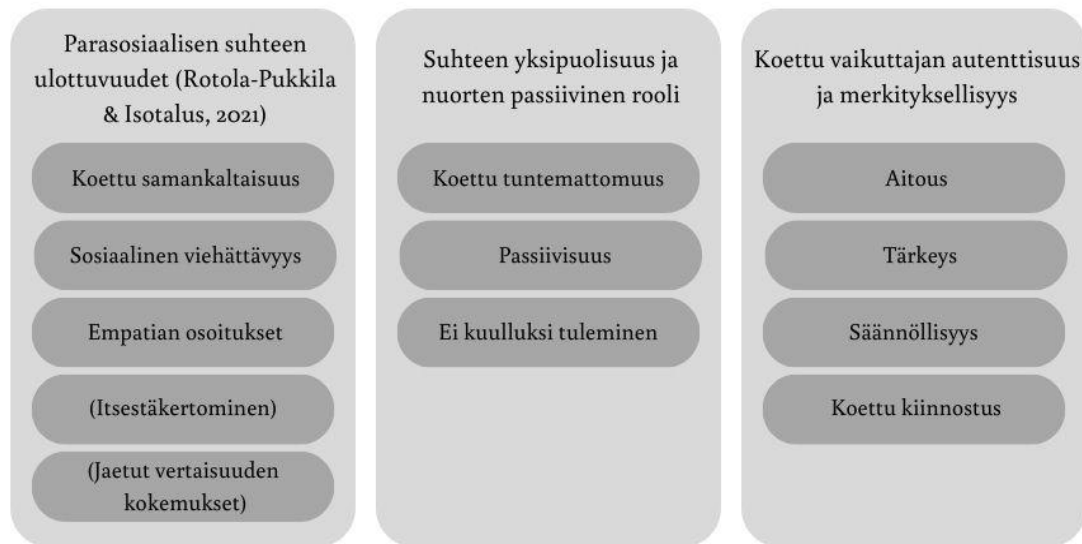 Parasosiaalisen suhteen
ulottuvuudet (Rotola-Pukkila
& Isotalus, 2021)
Koettu samankaltaisuus
Sosiaalinen viehättävyys
Empatian osoitukset
(Itsestäkertominen)
(Jaetut vertaisuuden
kokemukset)
Suhteen yksipuolisuus ja
nuorten passiivinen rooli
Koettu tuntemattomuus
Passiivisuus
Ei kuulluksi tuleminen
Koettu vaikuttajan autenttisuus
ja merkityksellisyys
Aitous
Tärkeys
Säännöllisyys
Koettu kiinnostus